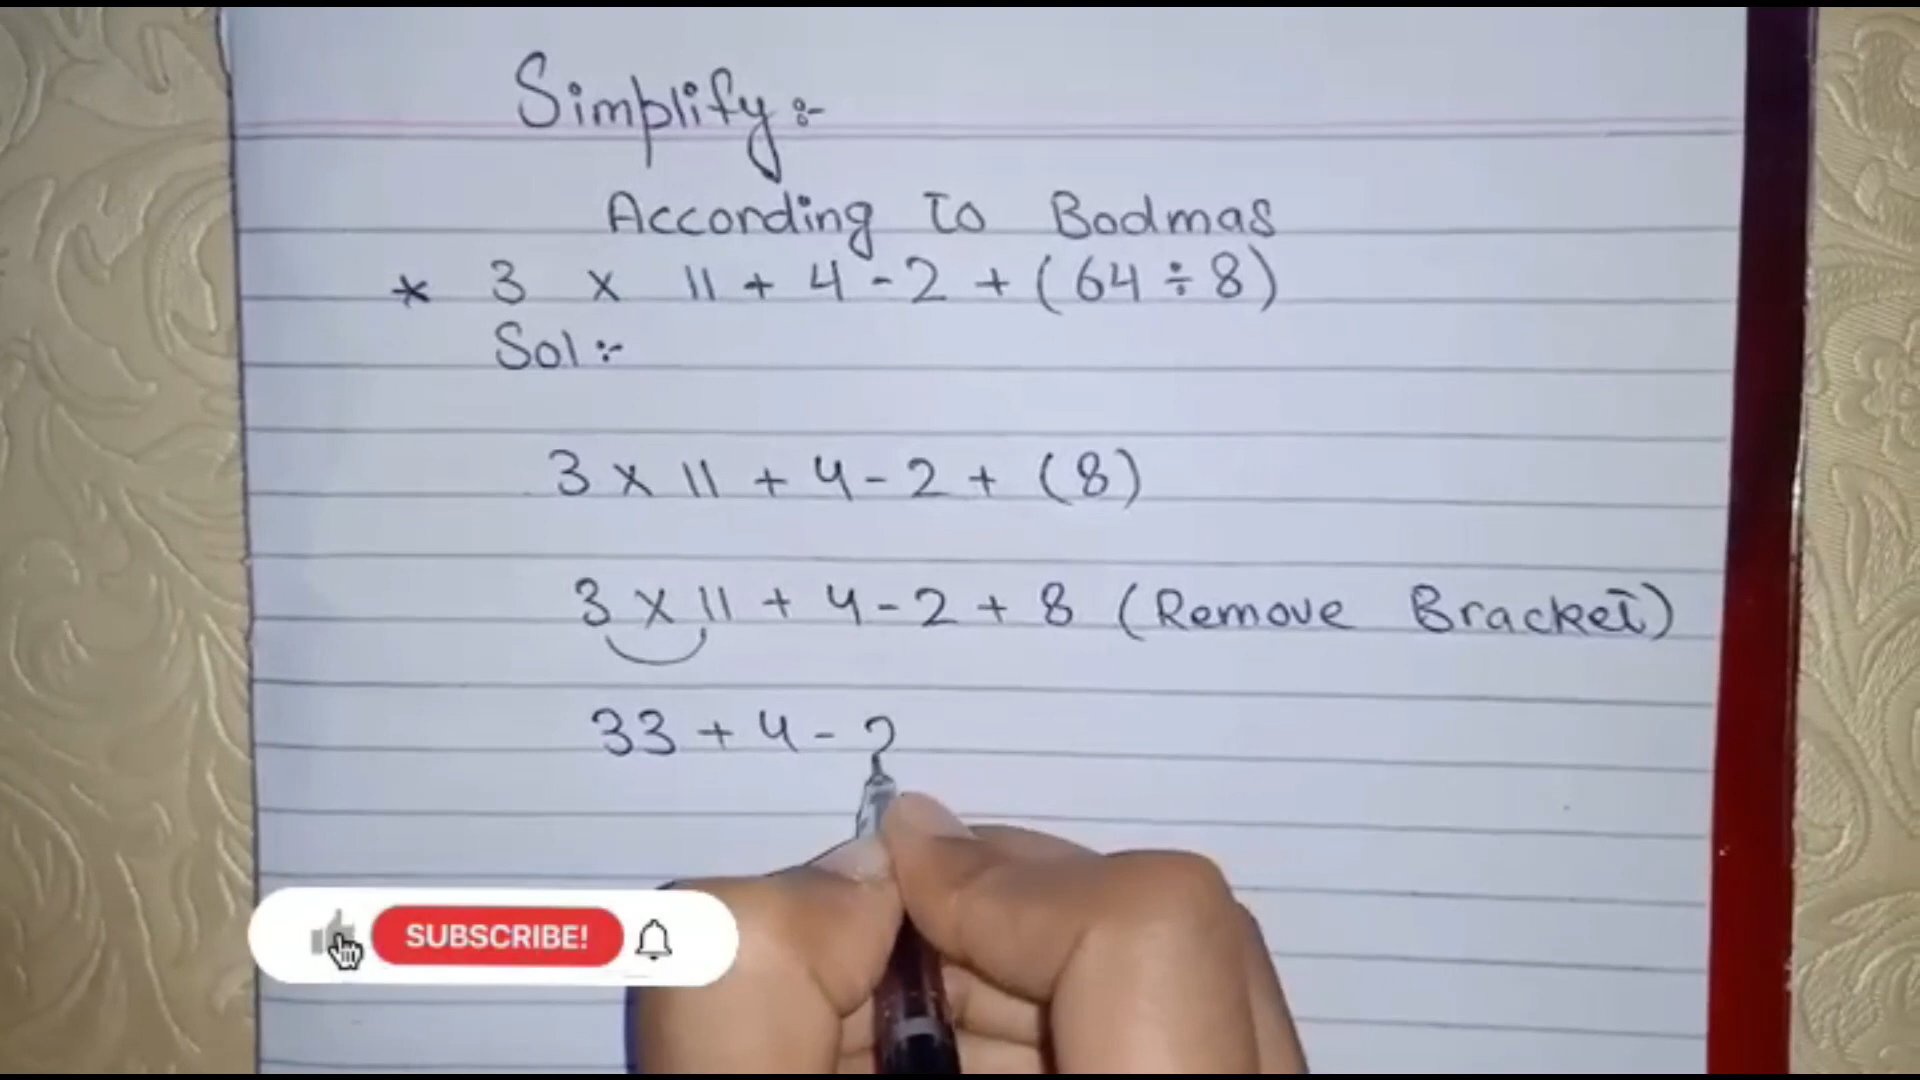 Simplify:-
According to Bodmas
* 3 x 11 + 4 - 2 + (64 ÷ 8)
Sol:-
3 x 11 + 4 - 2 + (8)
3 x 11 + 4 - 2 + 8 (Remove Bracket)
33 + 4 - 2
SUBSCRIBE!